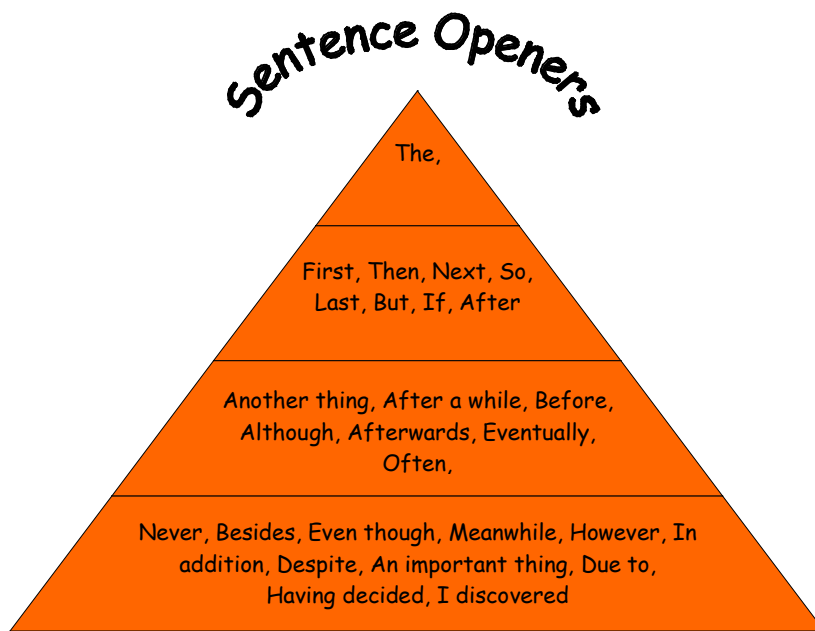 Sentence Openers
The,
First, Then, Next, So,
Last, But, If, After
Another thing, After a while, Before,
Although, Afterwards, Eventually,
Often,
Never, Besides, Even though, Meanwhile, However, In
addition, Despite, An important thing, Due to,
Having decided, I discovered